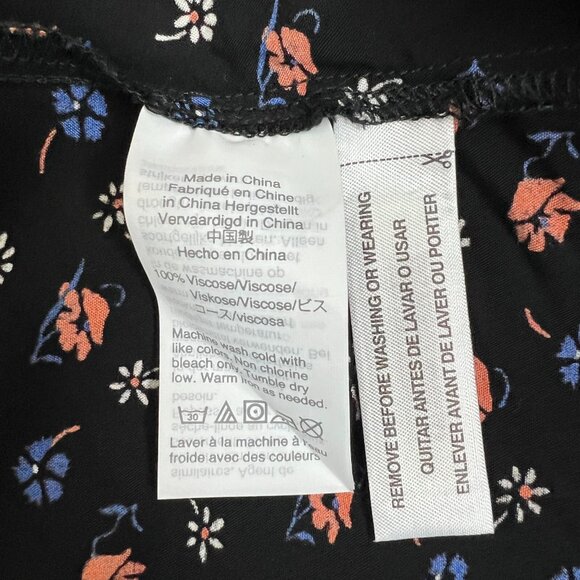 Made in China
Fabriqué en Chine
in China Hergestellt
Vervaardigd in China
中国製
Hecho en China
100% Viscose/Viscose/
Viskose/Viscose/ビス
コース/viscosa
Machine wash cold with
like colors. Non chlorine
bleach only. Tumble dry
low. Warm iron as needed.
30
Laver à la machine à l'eau
froide avec des couleurs
REMOVE BEFORE WASHING OR WEARING
QUITAR ANTES DE LAVAR O USAR
ENLEVER AVANT DE LAVER OU PORTER